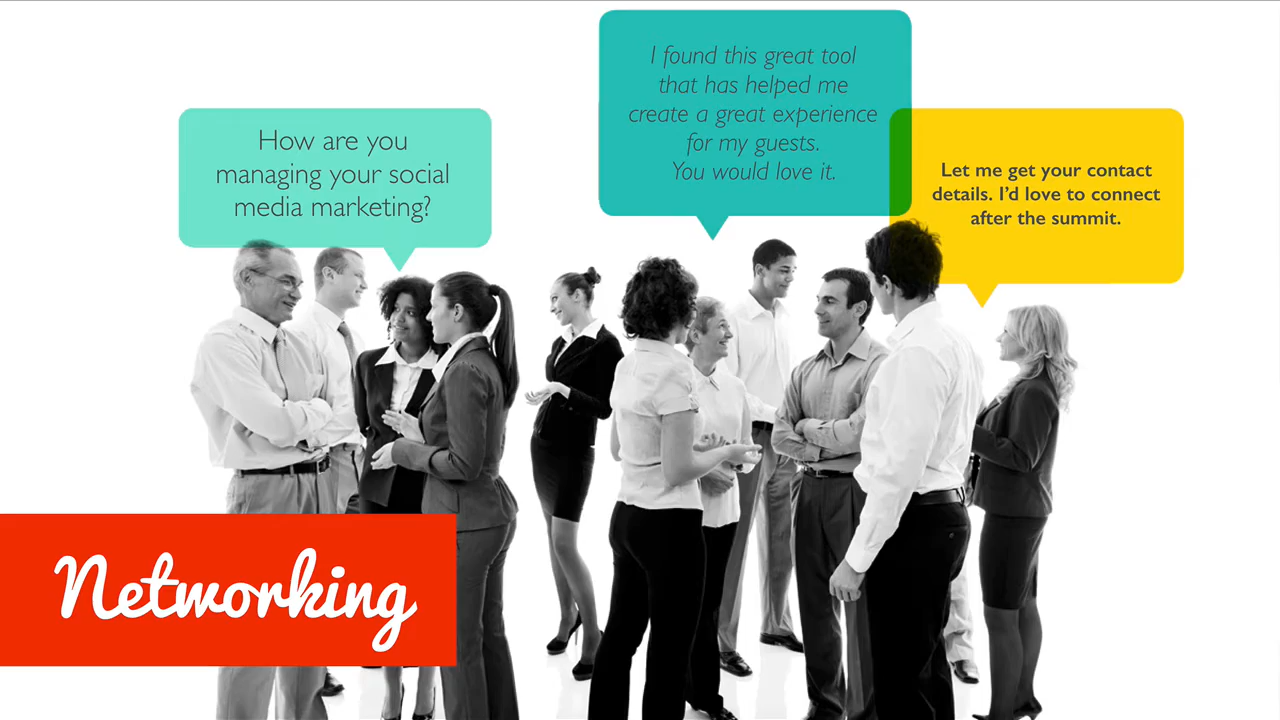 How are you
managing your social
media marketing?
I found this great tool
that has helped me
create a great experience
for my guests.
You would love it.
Let me get your contact
details. I'd love to connect
after the summit.
Networking